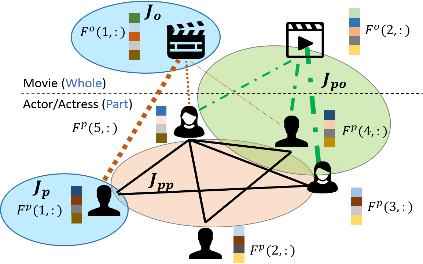 J_o
F^o(1,:)
F^o(2,:)
J_po
Movie (Whole)
Actor/Actress (Part)
F^p(5,:)
F^p(4,:)
J_p
J_pp
F^p(1,:)
F^p(3,:)
F^p(2,:)